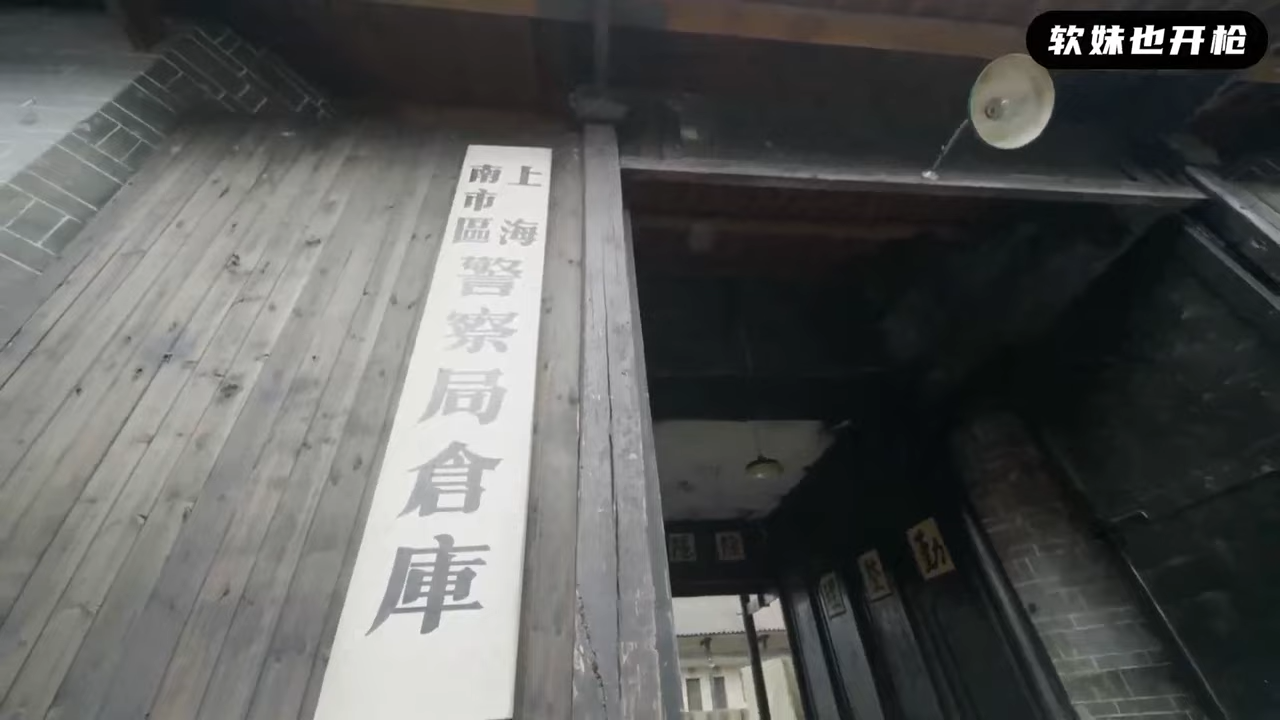 软妹也开枪
上海
南市區
警察局倉庫
勤